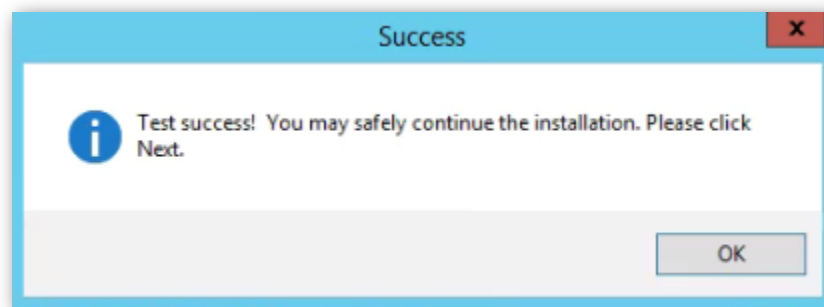 Success
Test success!  You may safely continue the installation. Please click
Next.
OK